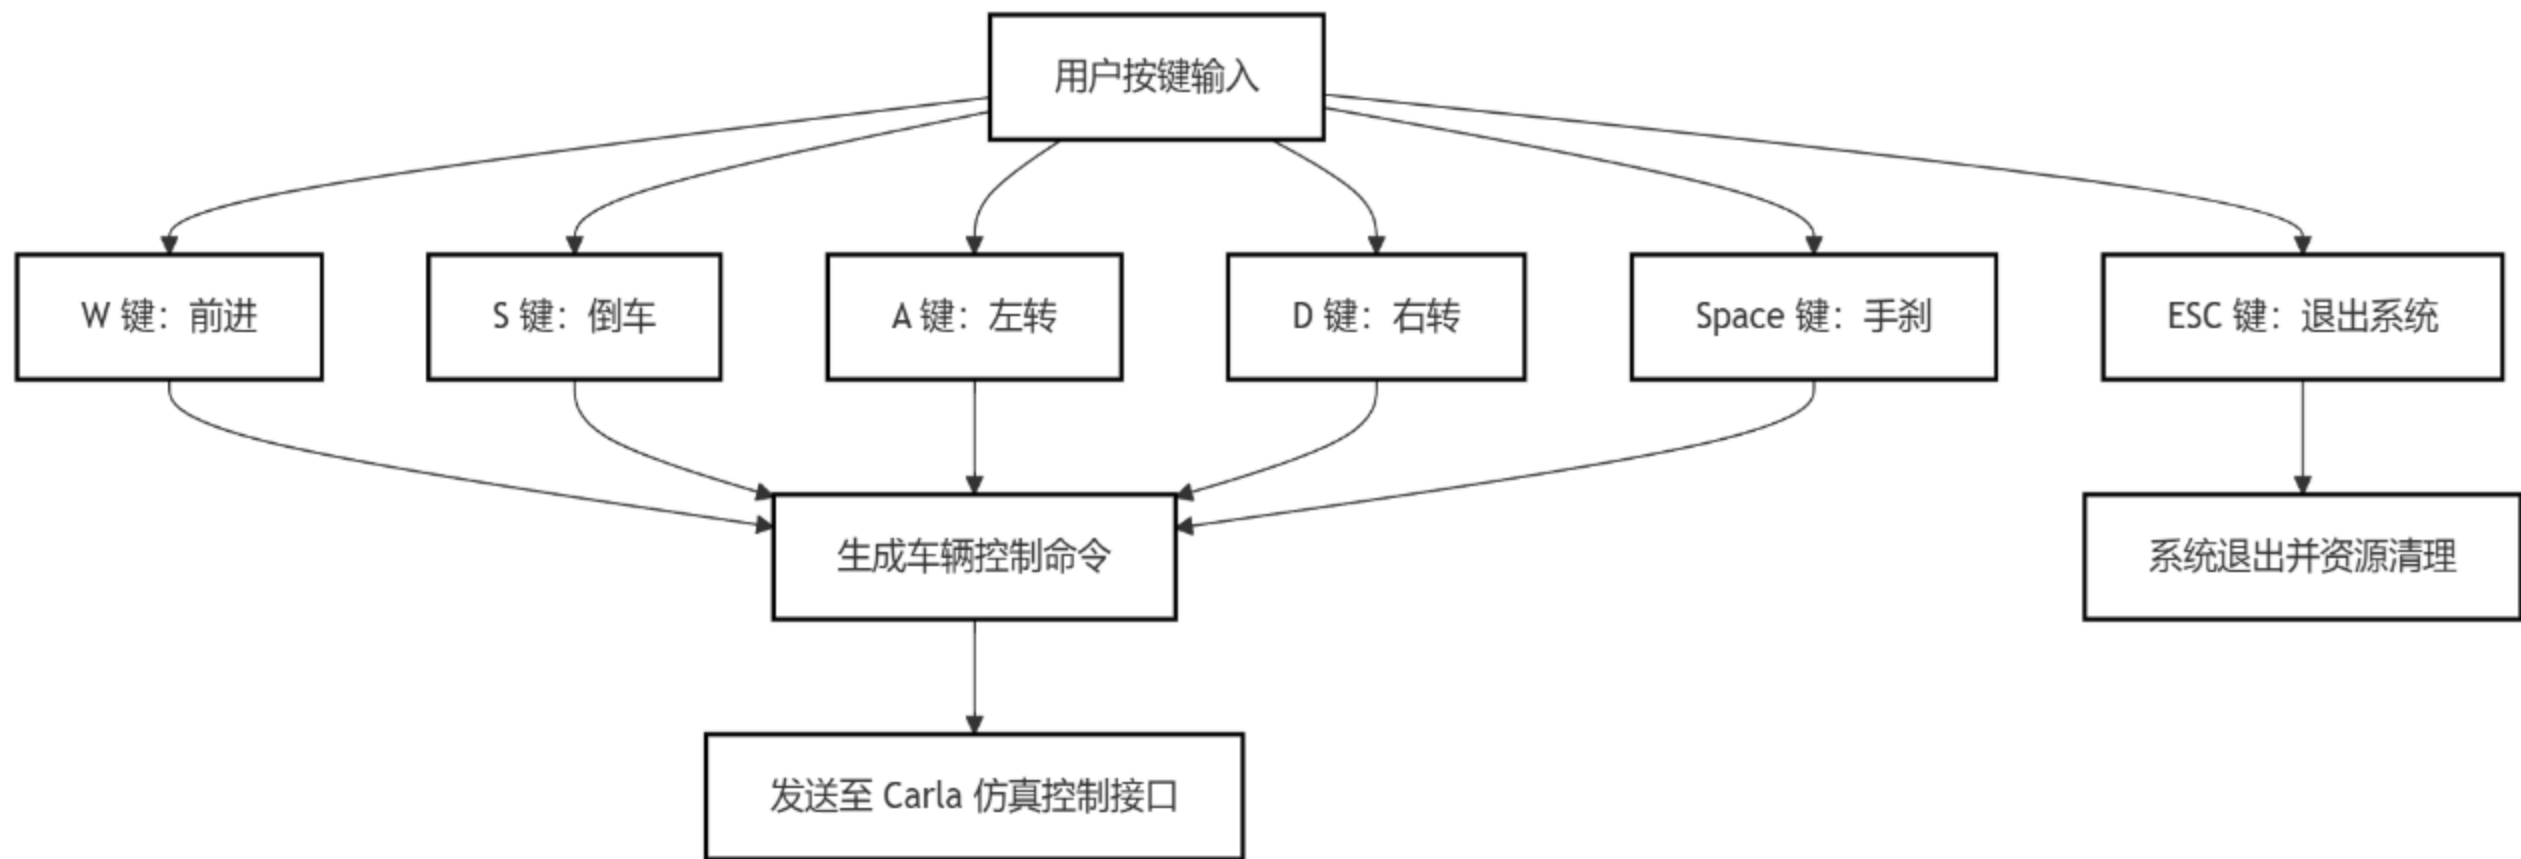 用户按键输入
W 键：前进
S 键：倒车
A 键：左转
D 键：右转
Space 键：手刹
ESC 键：退出系统
生成车辆控制命令
系统退出并资源清理
发送至 Carla 仿真控制接口